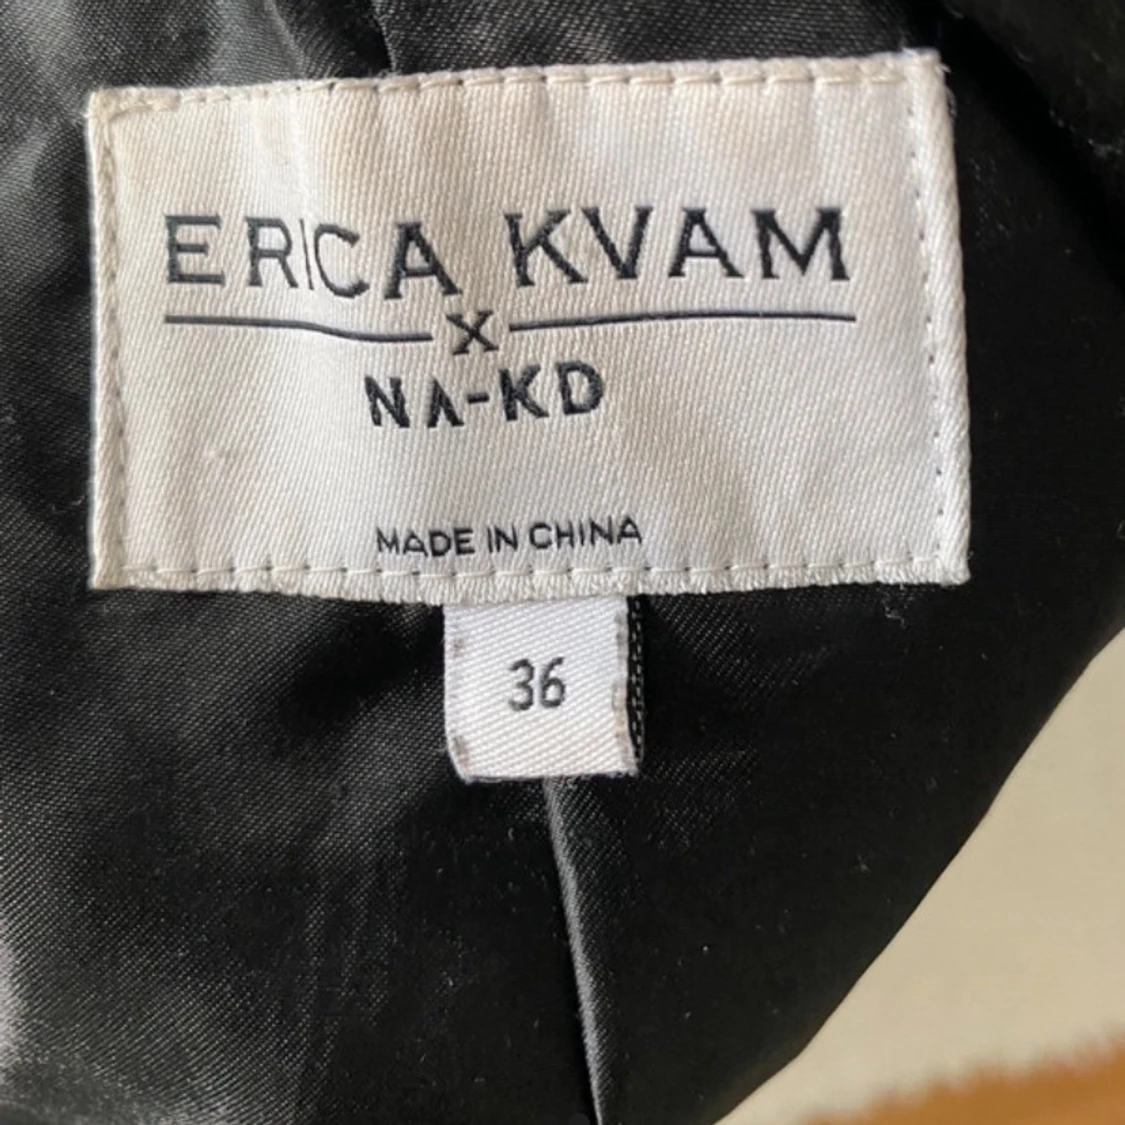 ERICA KVAM
X
NA-KD
MADE IN CHINA
36